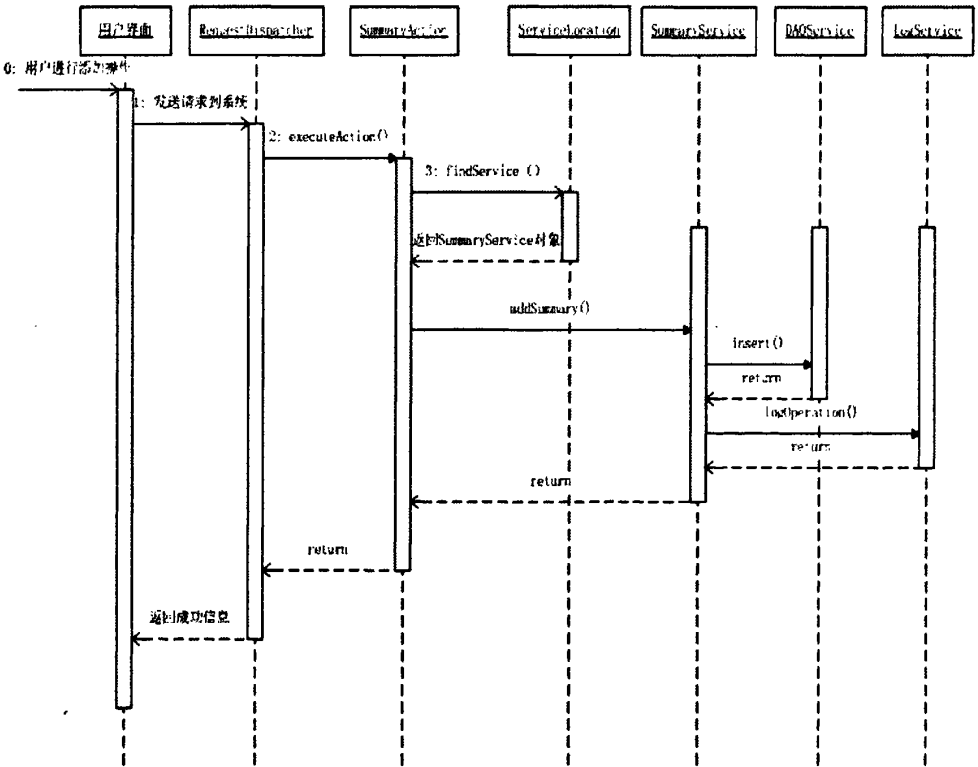 用户界面
RequestDispatcher
SummaryAction
ServiceLocation
SummaryService
DAOService
LogService
0: 用户进行添加操作
1: 发送请求到系统
2: executeAction()
3: findService ()
返回SummaryService对象
addSummary()
insert()
return
logOperation()
return
return
return
返回成功信息